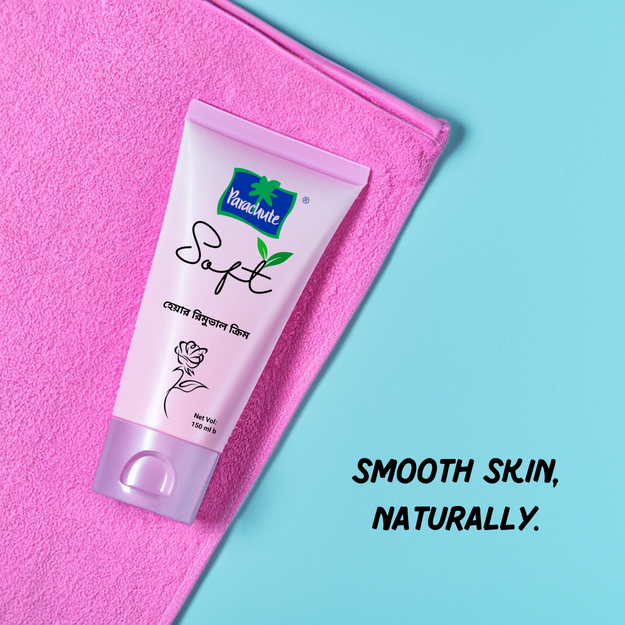 Parachute
®
Soft
হেয়ার রিমুভাল ক্রিম
Net Vol:
150 ml b
SMOOTH SKIN,
NATURALLY.